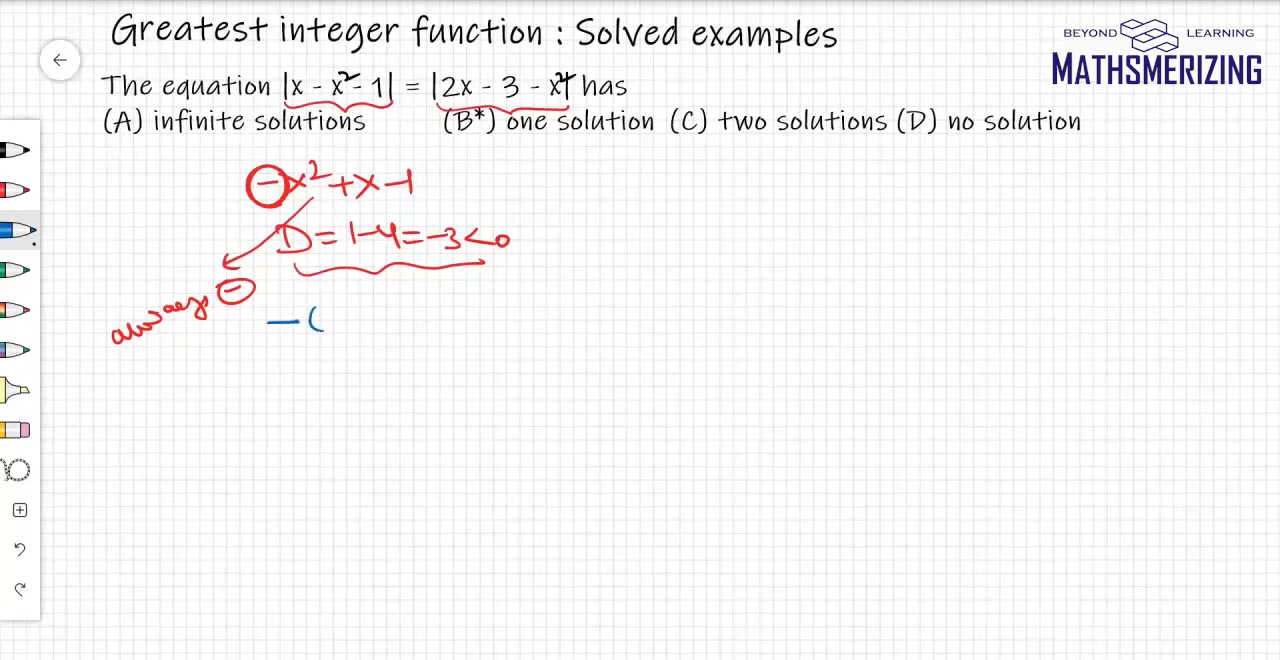 Greatest integer function : Solved examples
BEYOND LEARNING
MATHSMERIZING
The equation |x - x² - 1| = |2x - 3 - x⁴| has
(A) infinite solutions (B*) one solution (C) two solutions (D) no solution
-x² + x - 1
D = 1 - 4 = -3 < 0
always -
- (